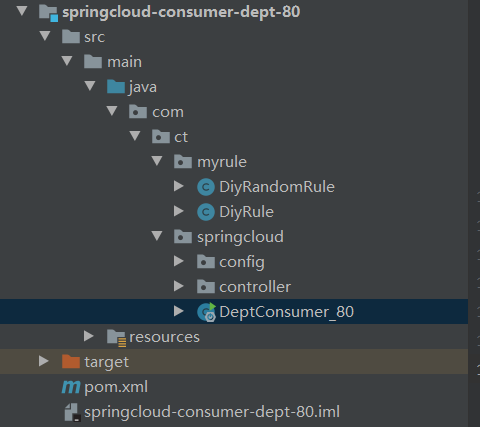 springcloud-consumer-dept-80
src
main
java
com
ct
myrule
DiyRandomRule
DiyRule
springcloud
config
controller
DeptConsumer_80
resources
target
pom.xml
springcloud-consumer-dept-80.iml